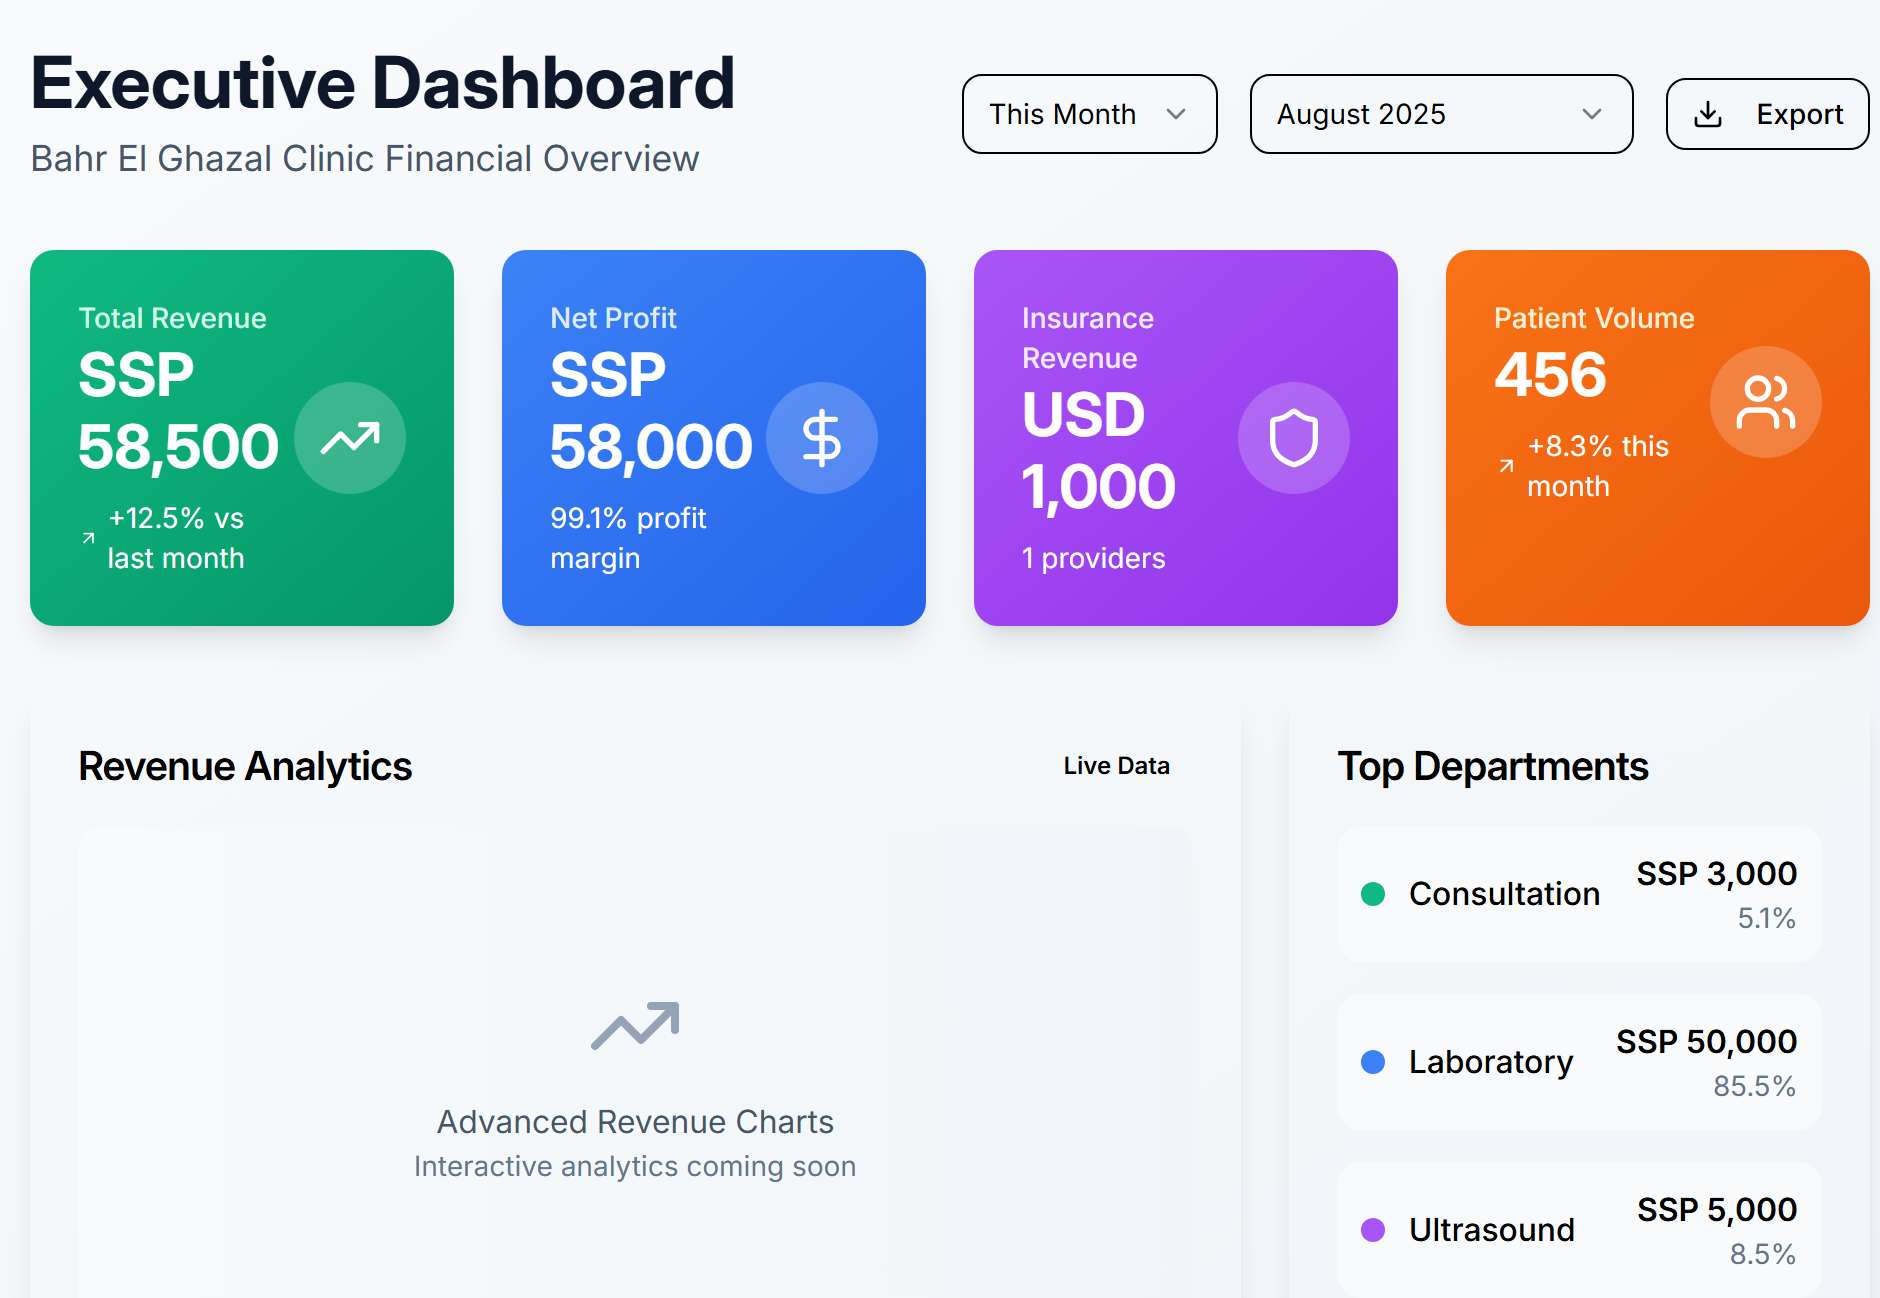 Executive Dashboard
Bahr El Ghazal Clinic Financial Overview
This Month
August 2025
Export
Total Revenue
SSP
58,500
+12.5% vs
last month
Net Profit
SSP
58,000
99.1% profit
margin
Insurance
Revenue
USD
1,000
1 providers
Patient Volume
456
+8.3% this
month
Revenue Analytics
Live Data
Advanced Revenue Charts
Interactive analytics coming soon
Top Departments
Consultation
SSP 3,000
5.1%
Laboratory
SSP 50,000
85.5%
Ultrasound
SSP 5,000
8.5%